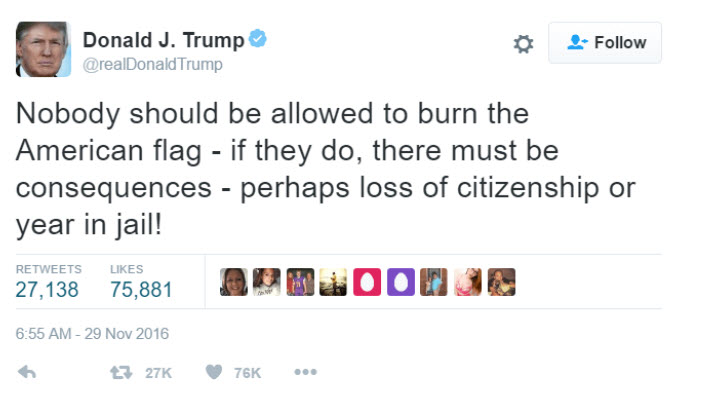 Donald J. Trump
@realDonaldTrump
Follow
Nobody should be allowed to burn the
American flag - if they do, there must be
consequences - perhaps loss of citizenship or
year in jail!
RETWEETS LIKES
27,138 75,881
6:55 AM - 29 Nov 2016
27K 76K